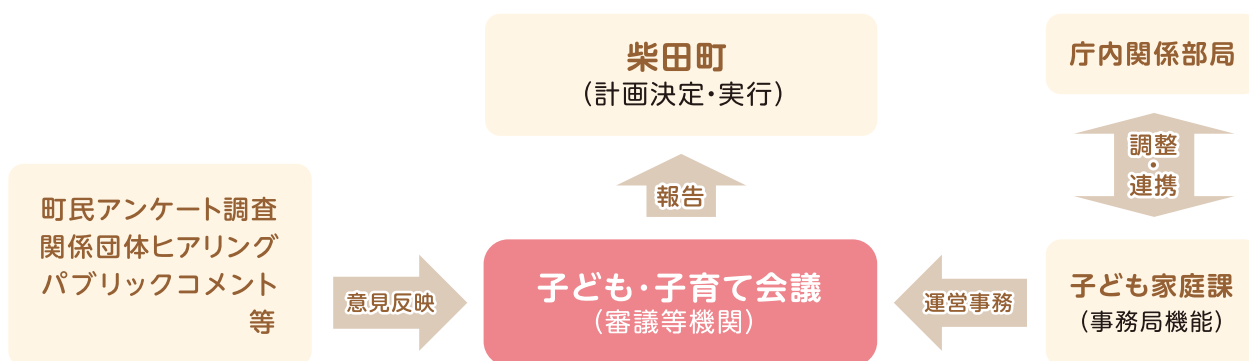 柴田町
（計画決定・実行）
庁内関係部局
調整
・
連携
報告
町民アンケート調査
関係団体ヒアリング
パブリックコメント
等
意見反映
子ども・子育て会議
（審議等機関）
運営事務
子ども家庭課
（事務局機能）